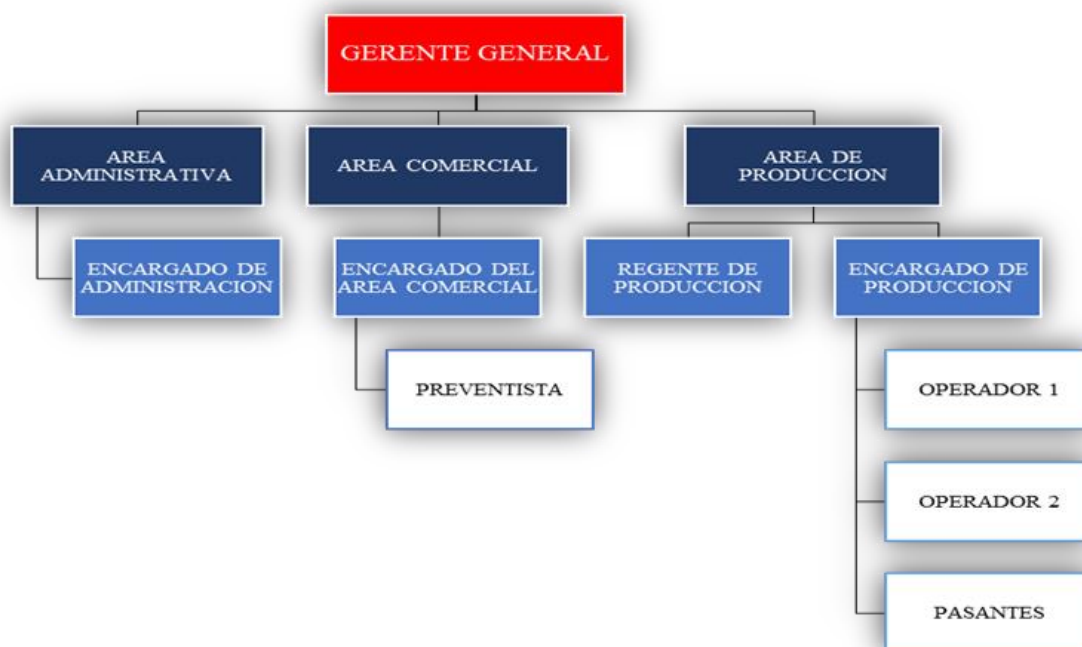 GERENTE GENERAL
AREA
ADMINISTRATIVA
AREA COMERCIAL
AREA DE
PRODUCCION
ENCARGADO DE
ADMINISTRACION
ENCARGADO DEL
AREA COMERCIAL
REGENTE DE
PRODUCCION
ENCARGADO DE
PRODUCCION
PREVENTISTA
OPERADOR 1
OPERADOR 2
PASANTES